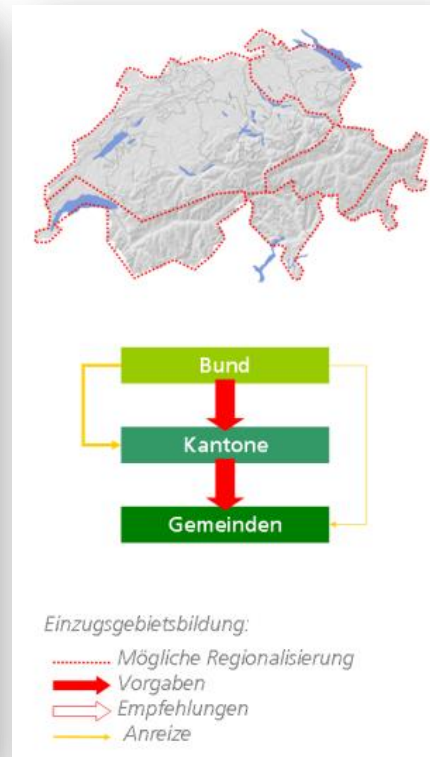 Bund
Kantone
Gemeinden
Einzugsgebietsbildung:
Mögliche Regionalisierung
Vorgaben
Empfehlungen
Anreize